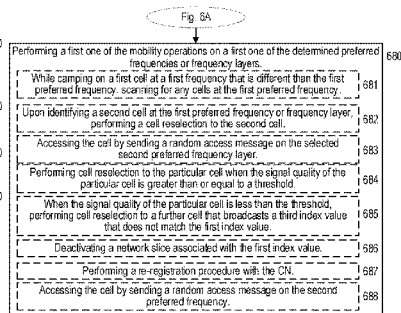 Fig. 6A
Performing a first one of the mobility operations on a first one of the determined preferred
frequencies or frequency layers.
680
While camping on a first cell at a first frequency that is different than the first
preferred frequency, scanning for any cells at the first preferred frequency.
681
Upon identifying a second cell at the first preferred frequency or frequency layer,
performing a cell reselection to the second cell.
682
Accessing the cell by sending a random access message on the selected
second preferred frequency layer.
683
Performing cell reselection to the particular cell when the signal quality of the
particular cell is greater than or equal to a threshold.
684
When the signal quality of the particular cell is less than the threshold,
performing cell reselection to a further cell that broadcasts a third index value
that does not match the first index value.
685
Deactivating a network slice associated with the first index value.
686
Performing a re-registration procedure with the CN.
687
Accessing the cell by sending a random access message on the second
preferred frequency.
688